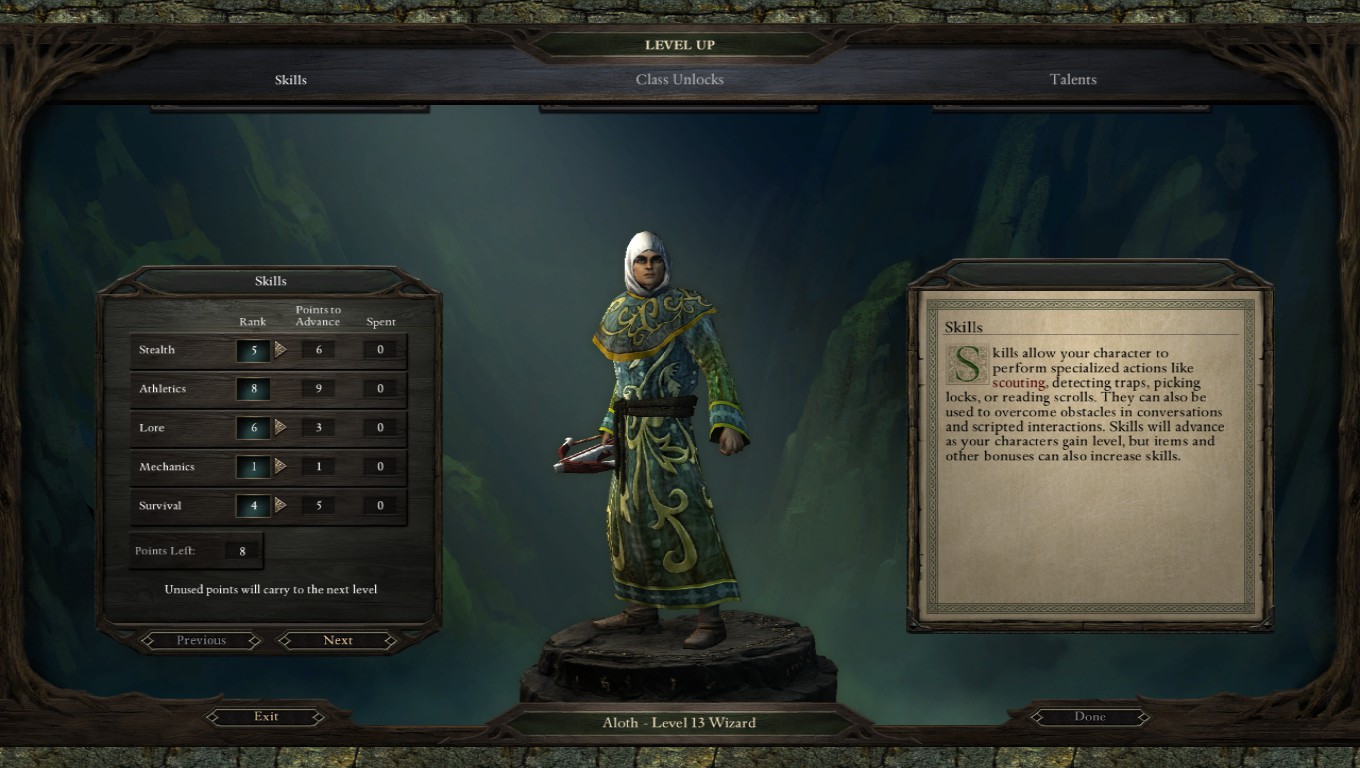 LEVEL UP
Skills Class Unlocks Talents
Skills
Rank Points to Advance Spent
Stealth 5 6 0
Athletics 8 9 0
Lore 6 3 0
Mechanics 1 1 0
Survival 4 5 0
Points Left: 8
Unused points will carry to the next level
Previous Next
Skills
Skills allow your character to
perform specialized actions like
scouting, detecting traps, picking
locks, or reading scrolls. They can also be
used to overcome obstacles in conversations
and scripted interactions. Skills will advance
as your characters gain level, but items and
other bonuses can also increase skills.
Exit
Aloth - Level 13 Wizard
Done